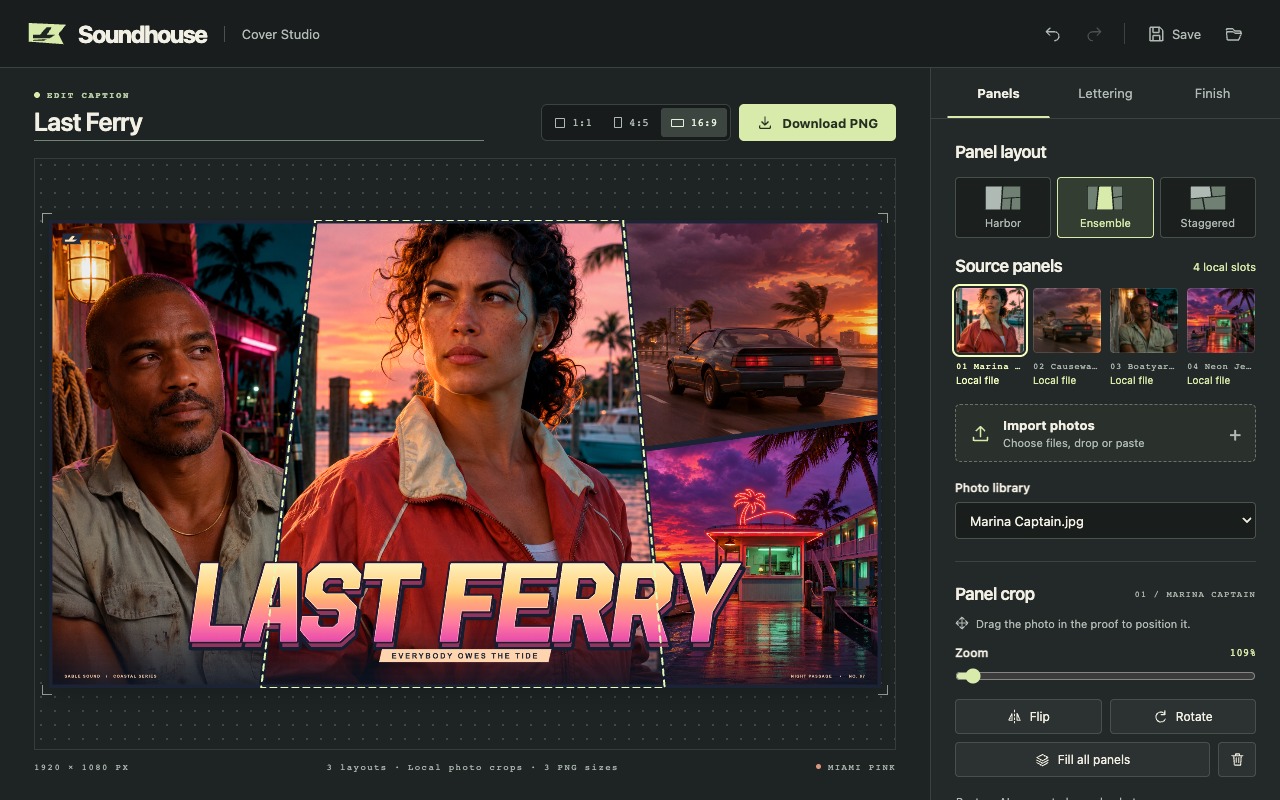 Soundhouse
Cover Studio
Save
EDIT CAPTION
Last Ferry
1:1
4:5
16:9
Download PNG
LAST FERRY
EVERYBODY OWES THE TIDE
SABLE SOUND • COASTAL SERIES
NIGHT PASSAGE • NO. 07
1920 × 1080 PX
3 layouts · Local photo crops · 3 PNG sizes
MIAMI PINK
Panels
Lettering
Finish
Panel layout
Harbor
Ensemble
Staggered
Source panels
4 local slots
01 Marina …
02 Causewa…
03 Boatyar…
04 Neon Je…
Local file
Local file
Local file
Local file
Import photos
Choose files, drop or paste
Photo library
Marina Captain.jpg
Panel crop
01 / MARINA CAPTAIN
Drag the photo in the proof to position it.
Zoom
109%
Flip
Rotate
Fill all panels